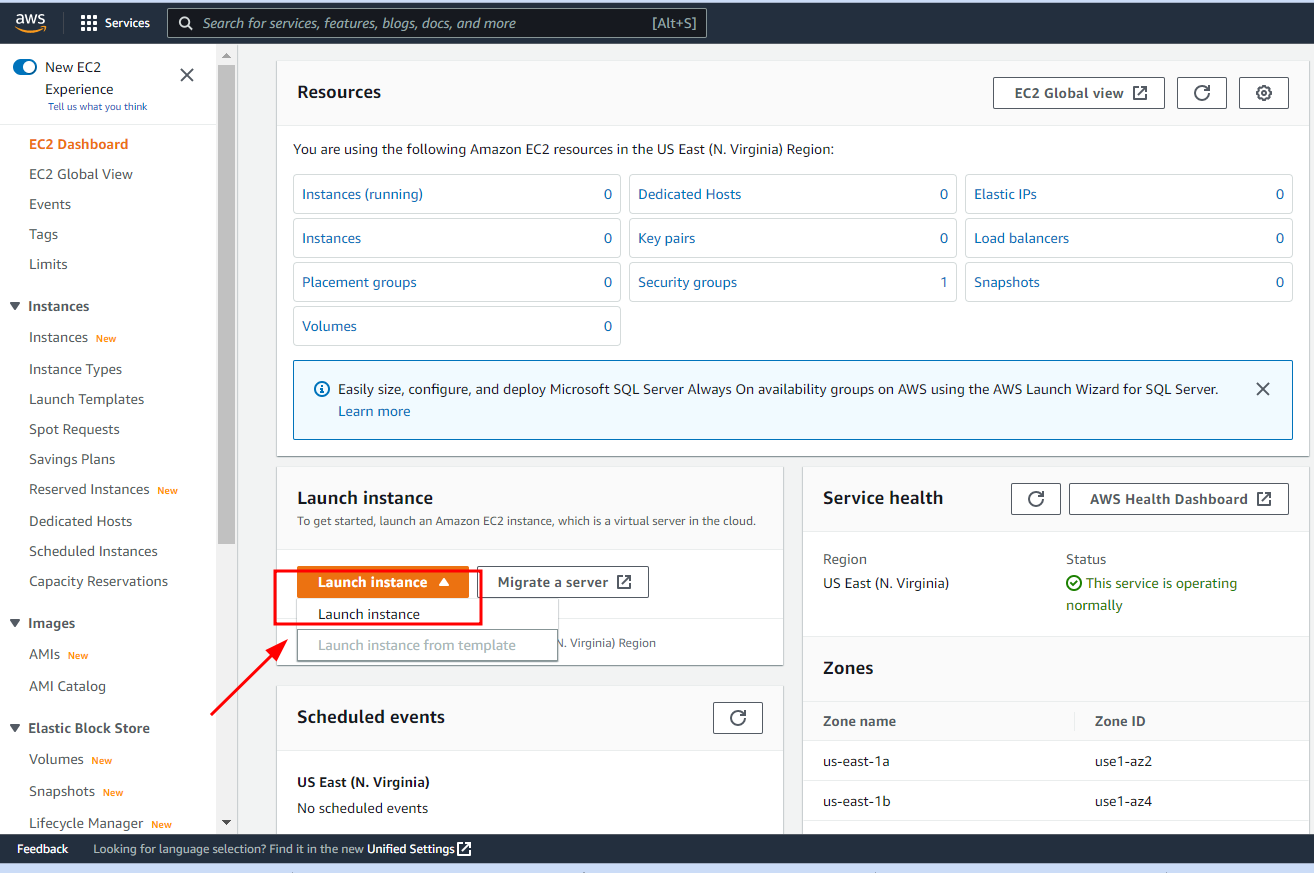 aws
Services
Search for services, features, blogs, docs, and more
[Alt+S]
New EC2
Experience
Tell us what you think
EC2 Dashboard
EC2 Global View
Events
Tags
Limits
Instances
Instances New
Instance Types
Launch Templates
Spot Requests
Savings Plans
Reserved Instances New
Dedicated Hosts
Scheduled Instances
Capacity Reservations
Images
AMIs New
AMI Catalog
Elastic Block Store
Volumes New
Snapshots New
Lifecycle Manager New
Resources
EC2 Global view
You are using the following Amazon EC2 resources in the US East (N. Virginia) Region:
Instances (running) 0
Dedicated Hosts 0
Elastic IPs 0
Instances 0
Key pairs 0
Load balancers 0
Placement groups 0
Security groups 1
Snapshots 0
Volumes 0
Easily size, configure, and deploy Microsoft SQL Server Always On availability groups on AWS using the AWS Launch Wizard for SQL Server.
Learn more
Launch instance
To get started, launch an Amazon EC2 instance, which is a virtual server in the cloud.
Launch instance
Migrate a server
Launch instance
Launch instance from template
N. Virginia) Region
Scheduled events
US East (N. Virginia)
No scheduled events
Service health
AWS Health Dashboard
Region
US East (N. Virginia)
Status
This service is operating
normally
Zones
Zone name
Zone ID
us-east-1a
use1-az2
us-east-1b
use1-az4
Feedback
Looking for language selection? Find it in the new Unified Settings